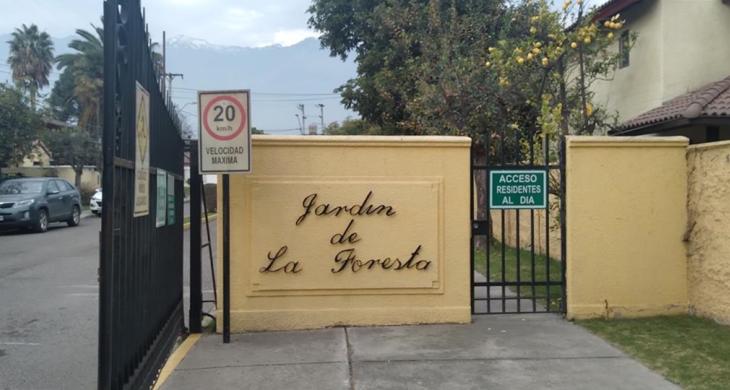 20
km/h
VELOCIDAD
MAXIMA
Jardin
de
La Foresta
ACCESO
RESIDENTES
AL DIA